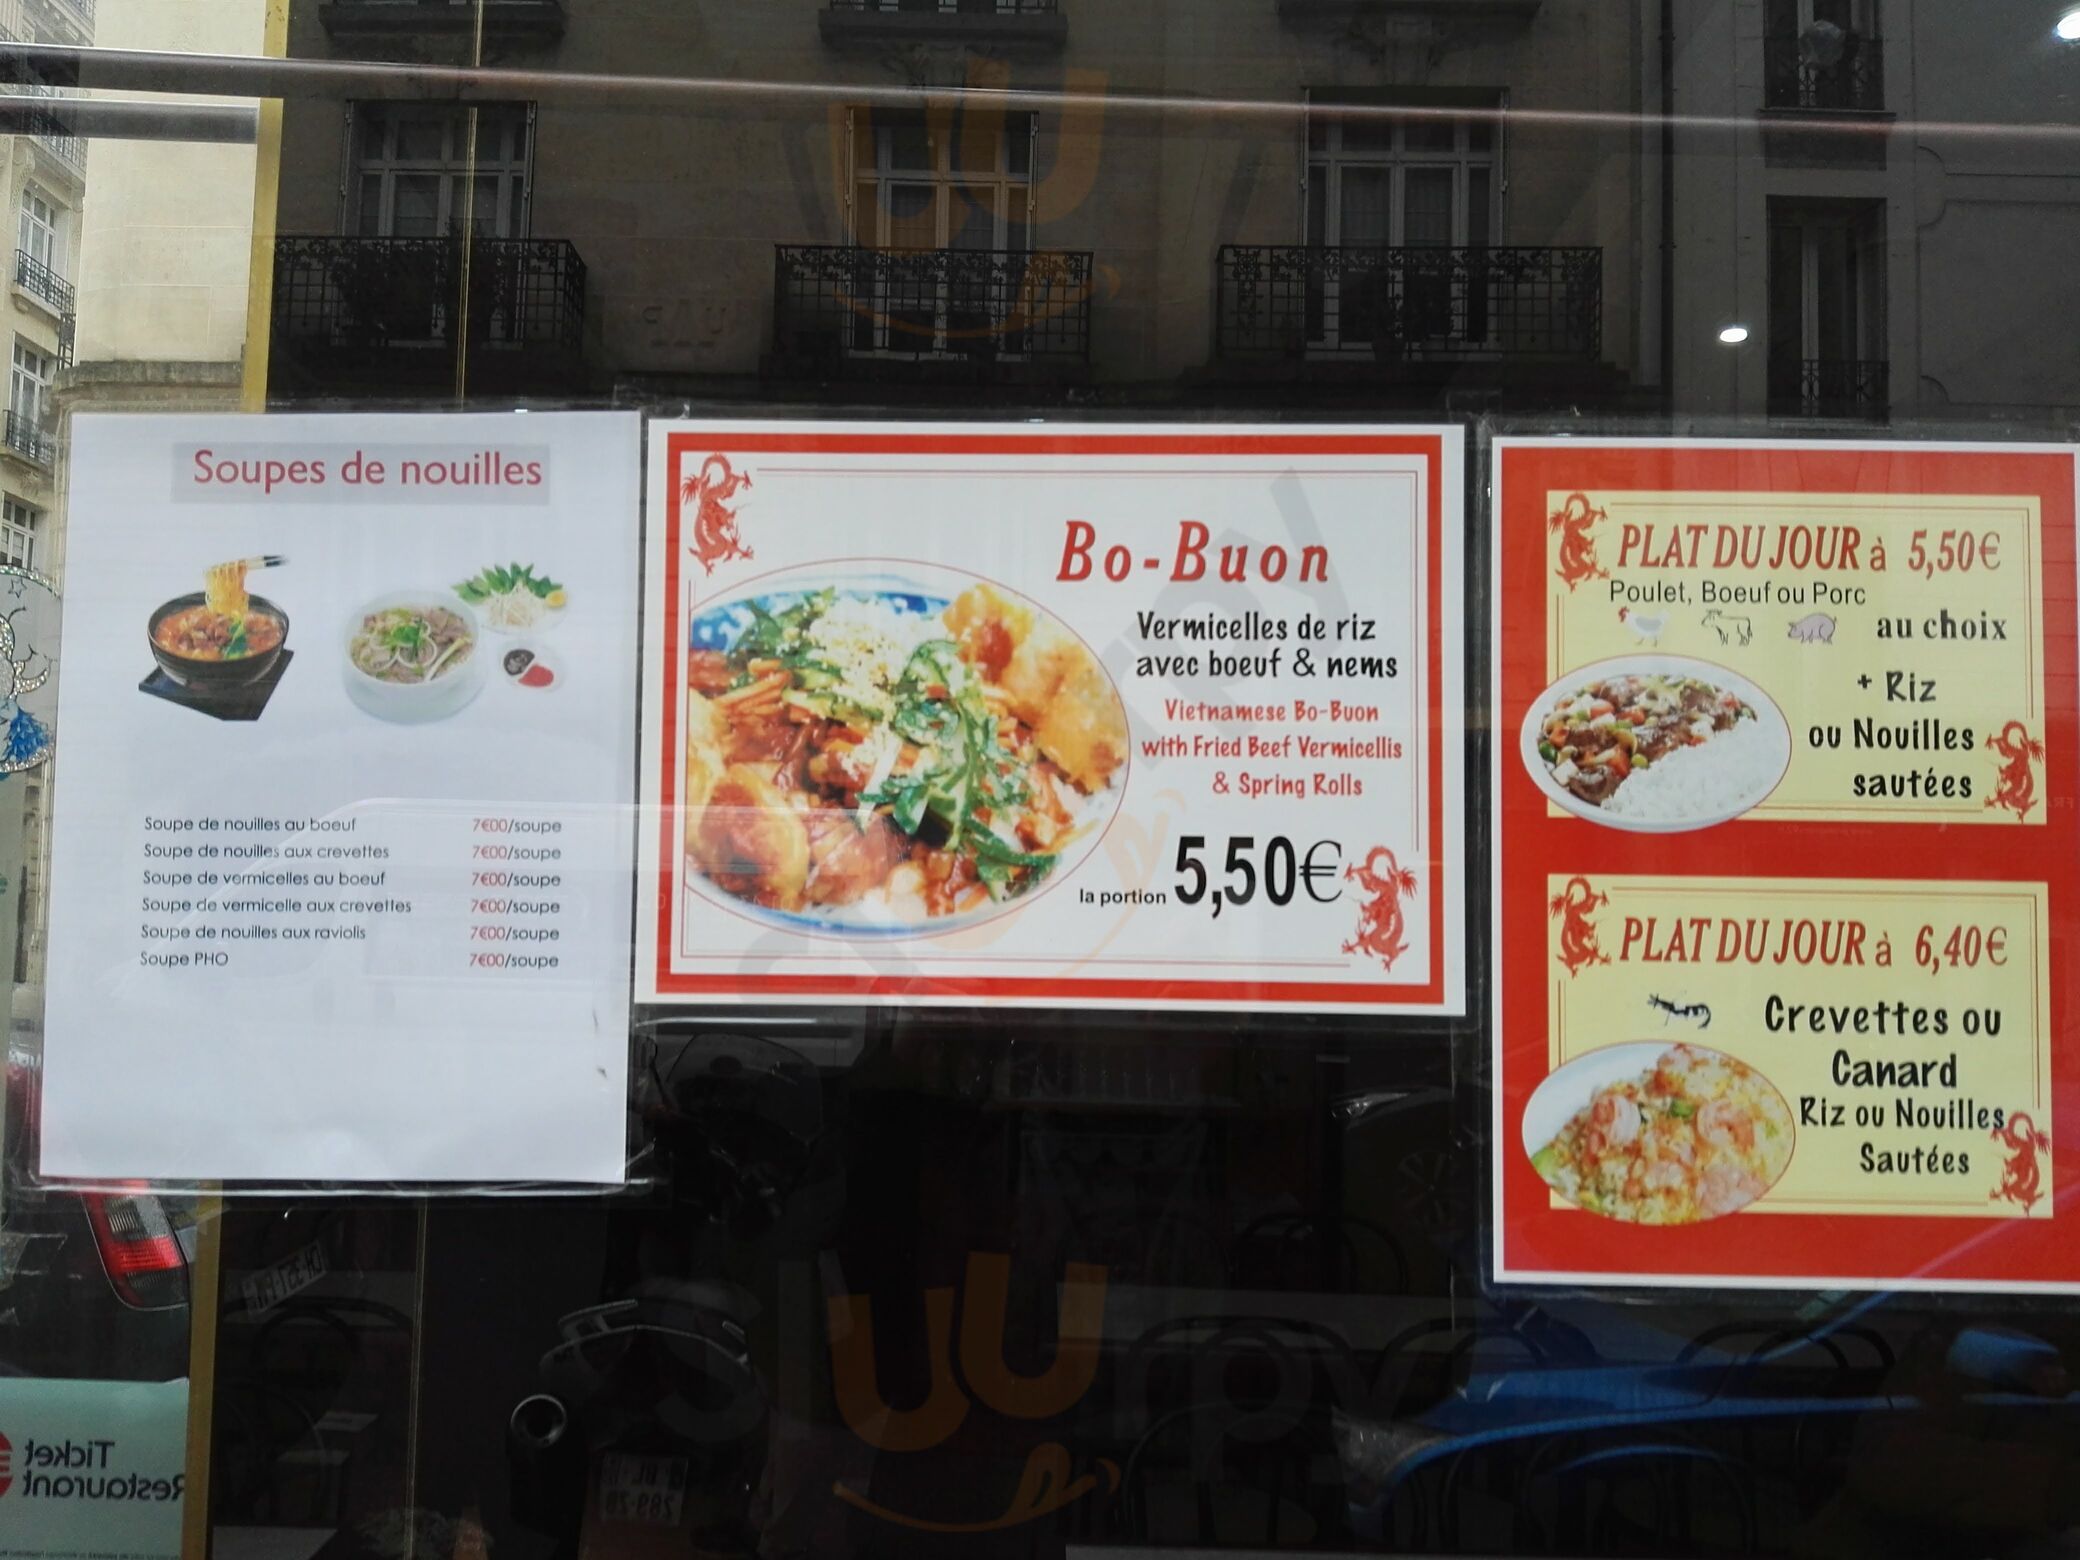 Soupes de nouilles
Soupe de nouilles au boeuf 7€00/soupe
Soupe de nouilles aux crevettes 7€00/soupe
Soupe de vermicelles au boeuf 7€00/soupe
Soupe de vermicelle aux crevettes 7€00/soupe
Soupe de nouilles aux raviolis 7€00/soupe
Soupe PHO 7€00/soupe
Bo-Buon
Vermicelles de riz
avec boeuf & nems
Vietnamese Bo-Buon
with Fried Beef Vermicellis
& Spring Rolls
la portion 5,50€
PLAT DU JOUR à 5,50€
Poulet, Boeuf ou Porc
au choix
+ Riz
ou Nouilles
sautées
PLAT DU JOUR à 6,40€
Crevettes ou
Canard
Riz ou Nouilles
Sautées
Ticket
Restaurant
sluurpy